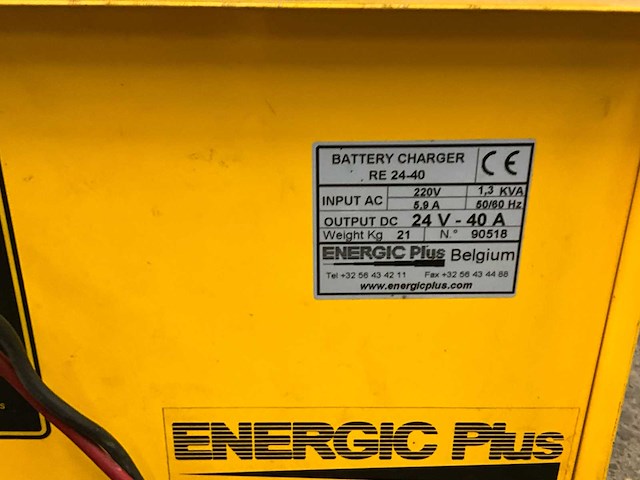 BATTERY CHARGER
RE 24-40
CE
INPUT AC 220V 1,3 KVA
5,9 A 50/60 Hz
OUTPUT DC 24 V - 40 A
Weight Kg 21 N.° 90518
ENERGIC Plus Belgium
Tel +32 56 43 42 11 Fax +32 56 43 44 88
www.energicplus.com
ENERGIC Plus